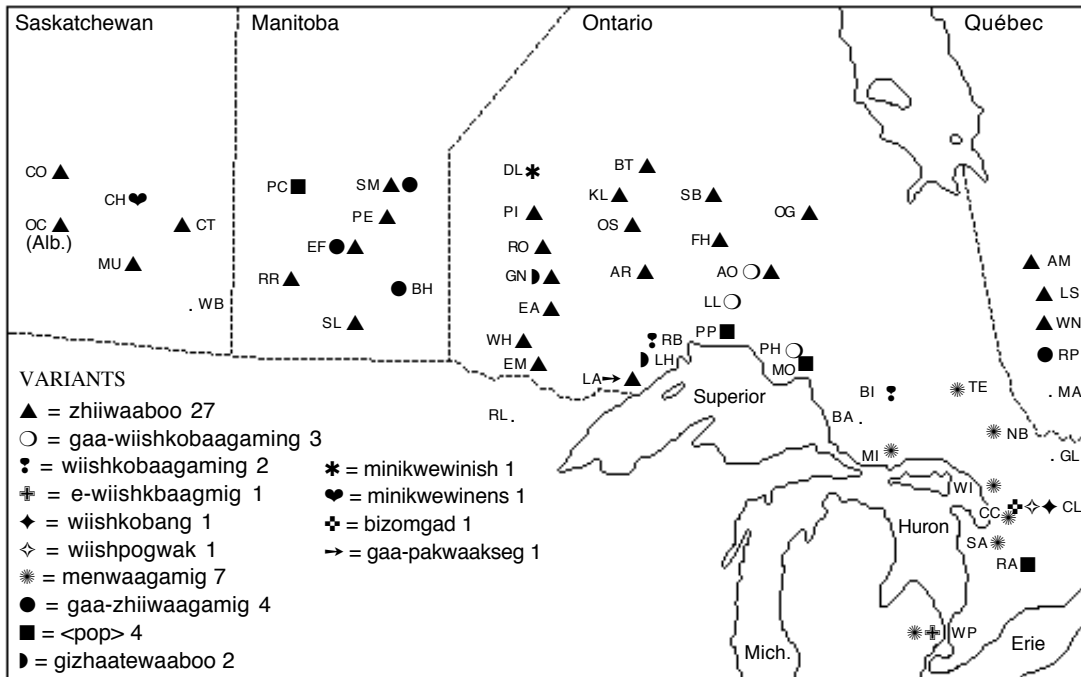 Saskatchewan Manitoba Ontario Québec
CO
CH
OC
(Alb.)
CT
MU
WB
PC
SM
PE
EF
RR
BH
SL
DL
BT
KL
SB
PI
OS
OG
RO
FH
GN
AR
AO
EA
LL
WH
RB
PP
PH
EM
LH
MO
LA
RL
Superior
BA
BI
TE
MI
NB
WI
AM
LS
WN
RP
MA
GL
CC
CL
Huron
SA
RA
WP
Mich.
Erie
VARIANTS
▲ = zhiiwaaboo 27
❍ = gaa-wiishkobaagaming 3
❢ = wiishkobaagaming 2
✙ = e-wiishkbaagmig 1
✦ = wiishkobang 1
✧ = wiishpogwak 1
✺ = menwaagamig 7
● = gaa-zhiiwaagamig 4
■ = <pop> 4
◗ = gizhaatewaaboo 2
✱ = minikwewinish 1
❤ = minikwewinens 1
✤ = bizomgad 1
➙ = gaa-pakwaakseg 1